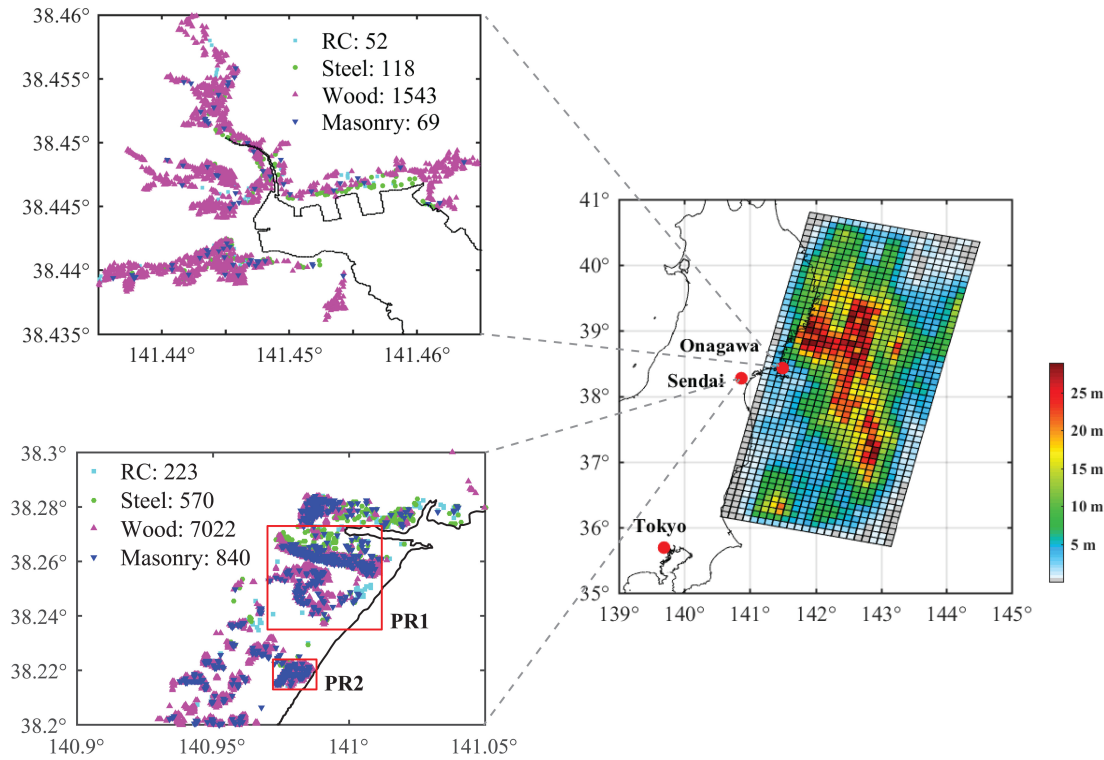 38.46°
38.455°
38.45°
38.445°
38.44°
38.435°
141.44°
141.45°
141.46°
RC: 52
Steel: 118
Wood: 1543
Masonry: 69
38.3°
38.28°
38.26°
38.24°
38.22°
38.2°
140.9°
140.95°
141°
141.05°
RC: 223
Steel: 570
Wood: 7022
Masonry: 840
PR1
PR2
41°
40°
39°
38°
37°
36°
35°
139°
140°
141°
142°
143°
144°
145°
Onagawa
Sendai
Tokyo
25 m
20 m
15 m
10 m
5 m